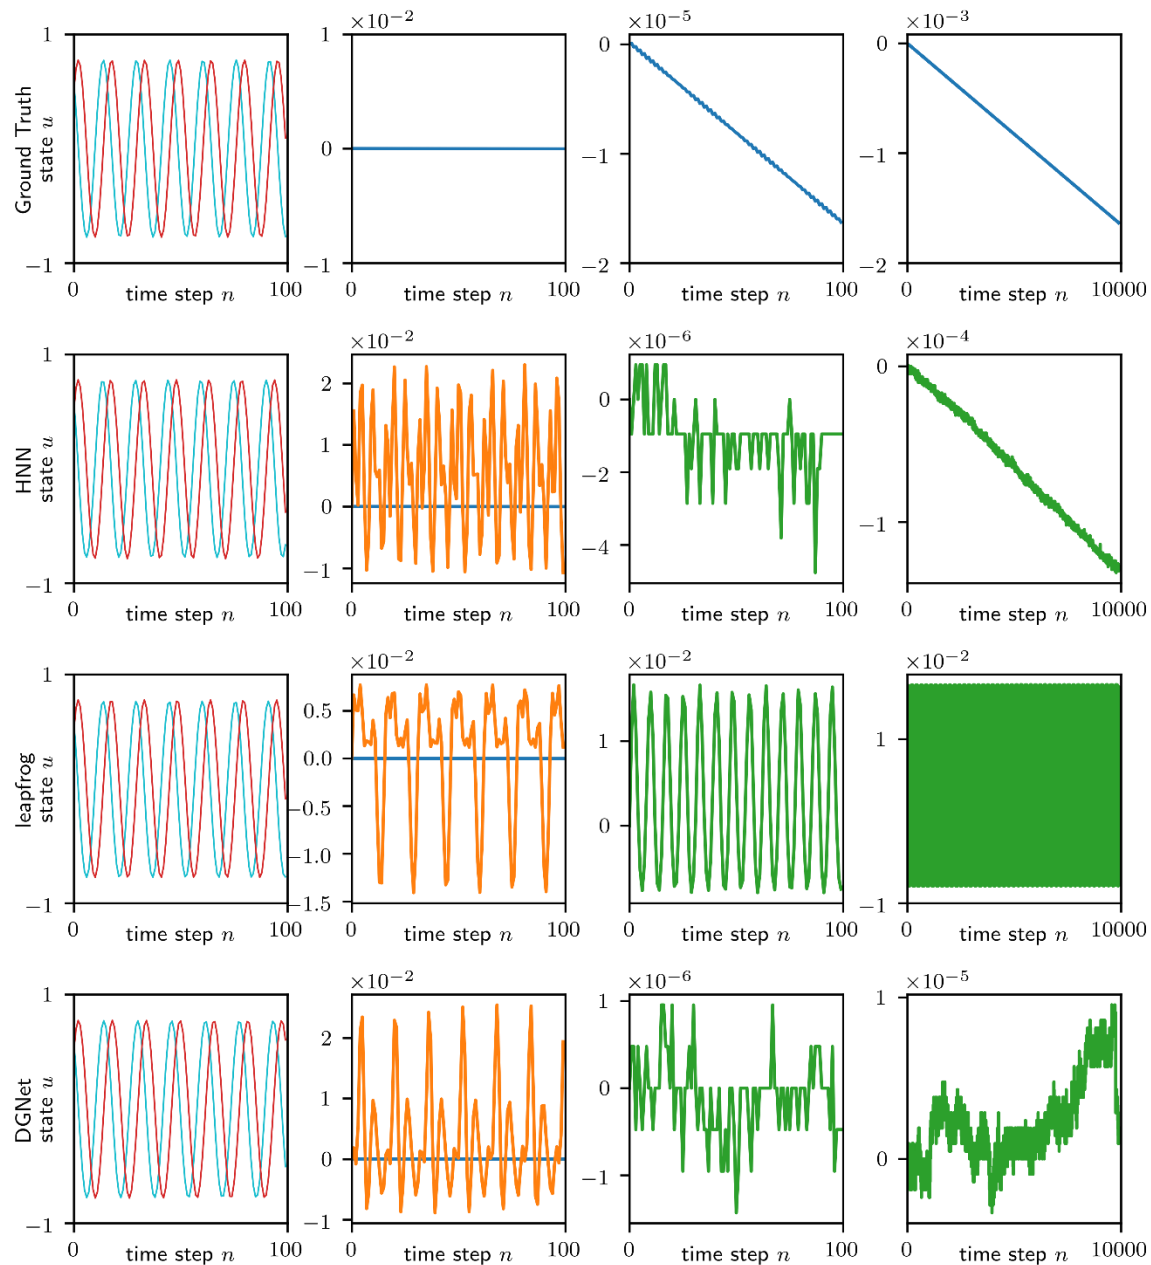 ×10⁻² ×10⁻⁵ ×10⁻³
1 1 0 0
Ground Truth
state u
0 −1 −1
−1 −1 −2 −2
0 100 0 100 0 100 0 10000
time step n time step n time step n time step n
×10⁻² ×10⁻⁶ ×10⁻⁴
1 2 0 0
HNN
state u
1 −2
0 −1
−1 −1 −4
0 100 0 100 0 100 0 10000
time step n time step n time step n time step n
×10⁻² ×10⁻² ×10⁻²
1 0.5 1 1
leapfrog
state u
0.0
−0.5 0
−1.0
−1 −1.5 −1
0 100 0 100 0 100 0 10000
time step n time step n time step n time step n
×10⁻² ×10⁻⁶ ×10⁻⁵
1 2 1 1
DGNet
state u
1 0
0 −1 0
−1 −1
0 100 0 100 0 100 0 10000
time step n time step n time step n time step n